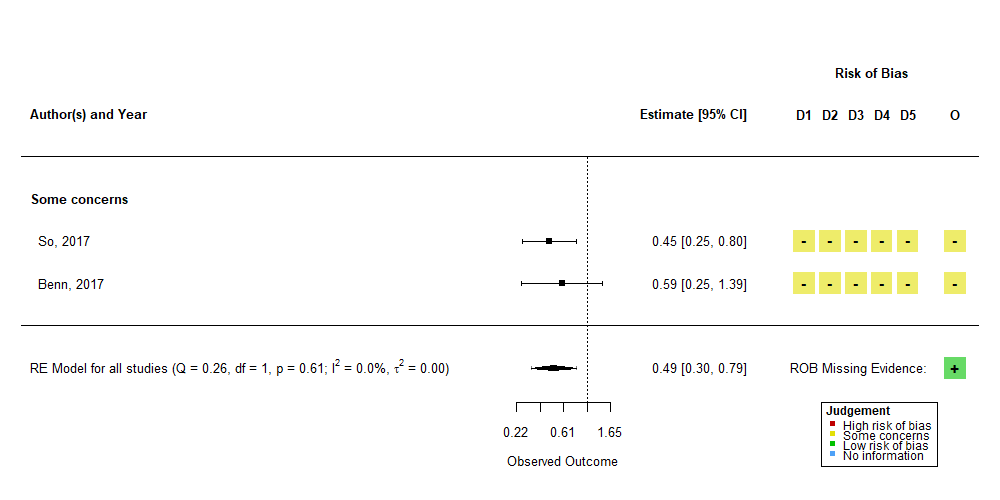 Risk of Bias
Author(s) and Year Estimate [95% CI] D1 D2 D3 D4 D5 O
Some concerns
So, 2017 0.45 [0.25, 0.80] - - - - - -
Benn, 2017 0.59 [0.25, 1.39] - - - - - -
RE Model for all studies (Q = 0.26, df = 1, p = 0.61; I² = 0.0%, τ² = 0.00) 0.49 [0.30, 0.79] ROB Missing Evidence: +
0.22 0.61 1.65
Observed Outcome
Judgement
High risk of bias
Some concerns
Low risk of bias
No information